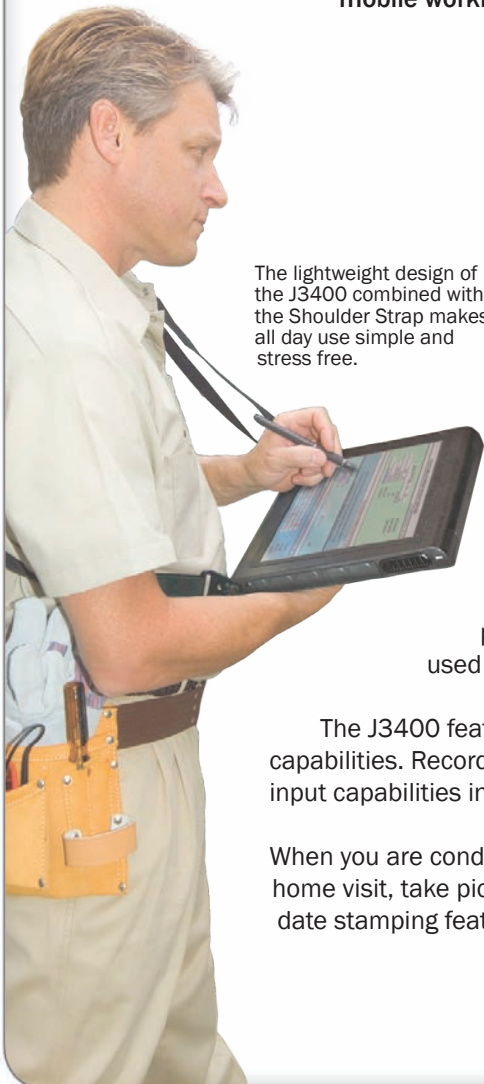 The lightweight design of
the J3400 combined with
the Shoulder Strap makes
all day use simple and
stress free.
used
The J3400 feat
capabilities. Record
input capabilities in
When you are cond
home visit, take pic
date stamping feat